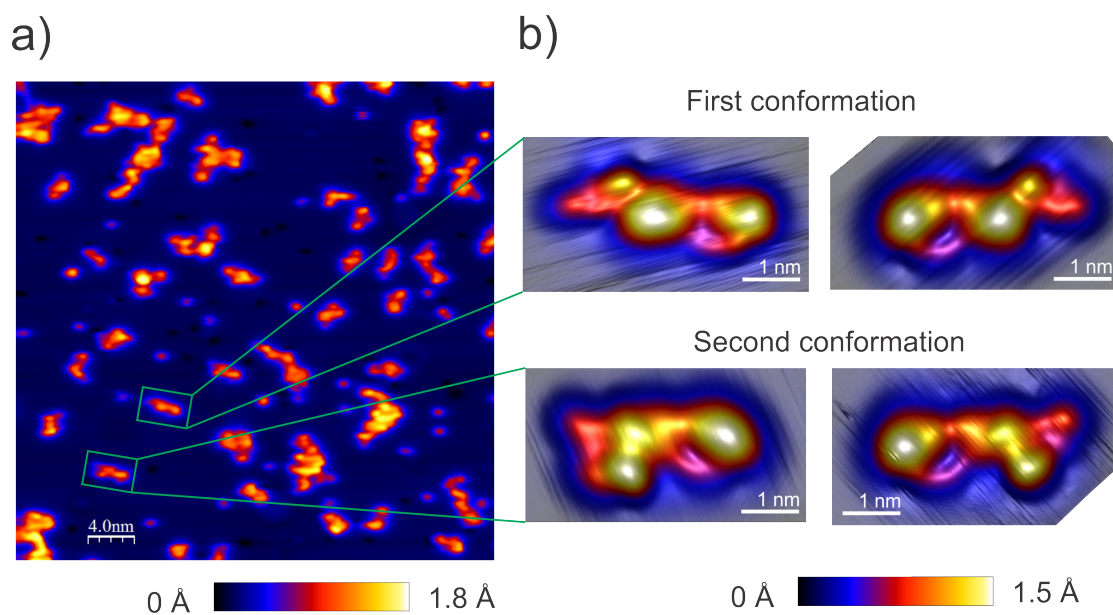 a)
b)
First conformation
1 nm
1 nm
Second conformation
1 nm
1 nm
4.0nm
0 Å
1.8 Å
0 Å
1.5 Å